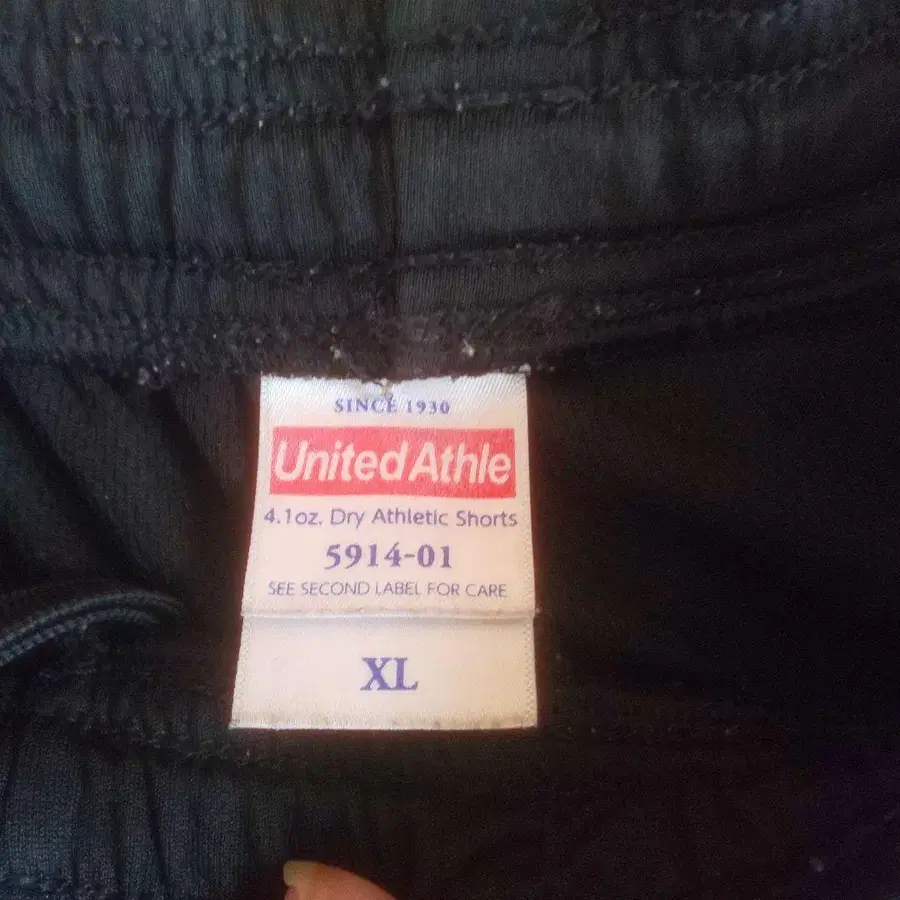 SINCE 1930
United Athle
4.1oz. Dry Athletic Shorts
5914-01
SEE SECOND LABEL FOR CARE
XL